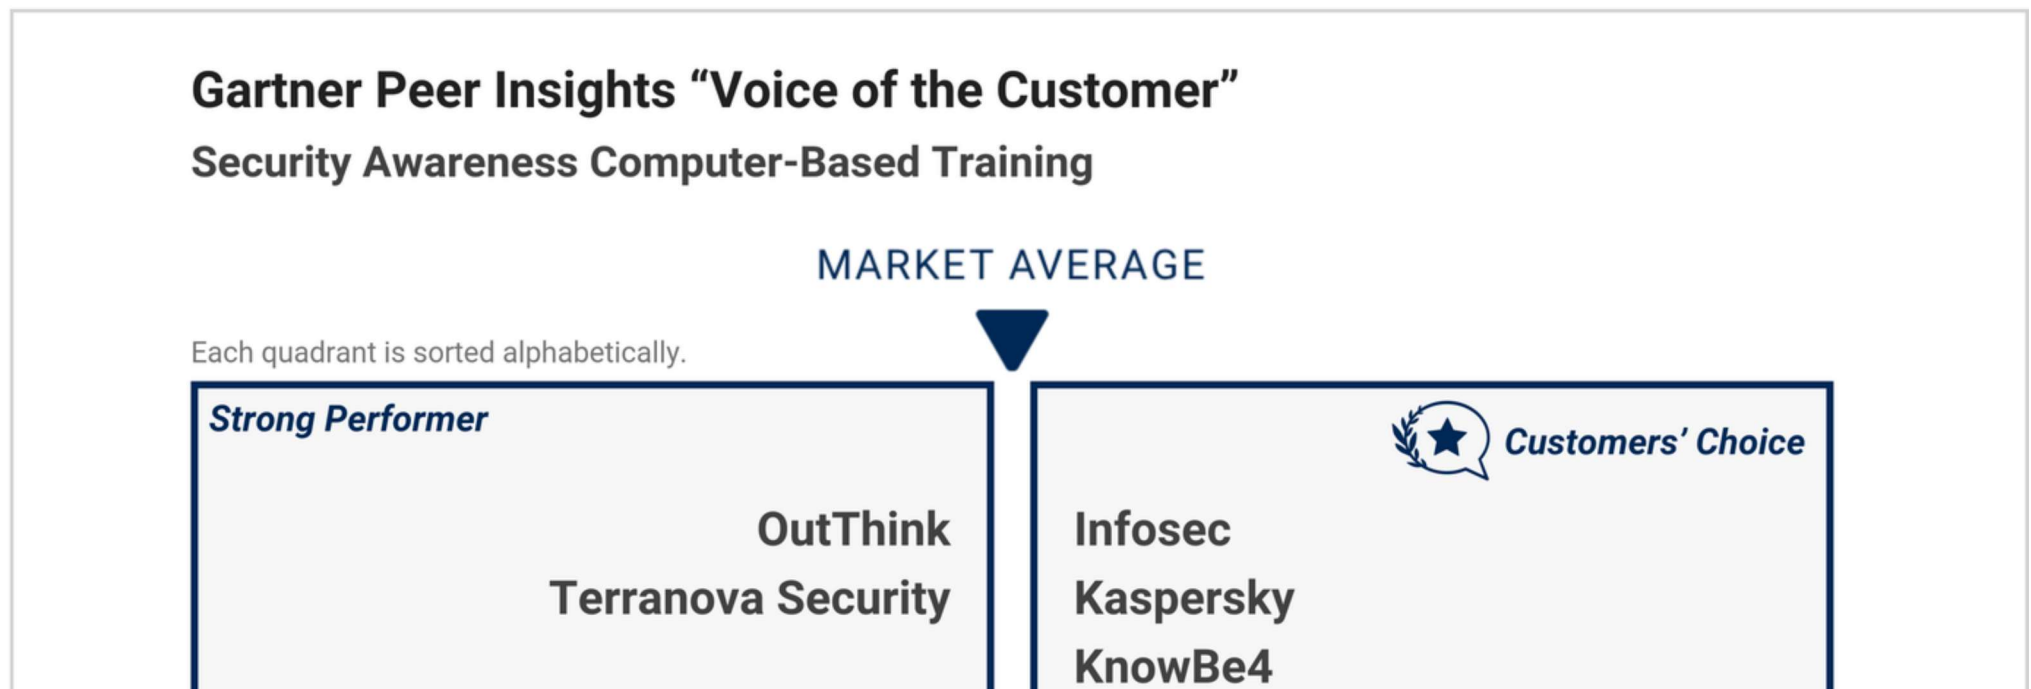 Gartner Peer Insights “Voice of the Customer”
Security Awareness Computer-Based Training
MARKET AVERAGE
Each quadrant is sorted alphabetically.
Strong Performer
OutThink
Terranova Security
Customers’ Choice
Infosec
Kaspersky
KnowBe4